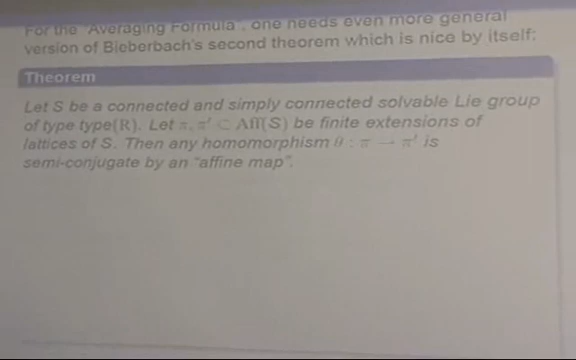 For the "Averaging Formula", one needs even more general
version of Bieberbach's second theorem which is nice by itself:
Theorem
Let S be a connected and simply connected solvable Lie group
of type type(R). Let π, π′ ⊂ Aff(S) be finite extensions of
lattices of S. Then any homomorphism θ : π → π′ is
semi-conjugate by an "affine map".